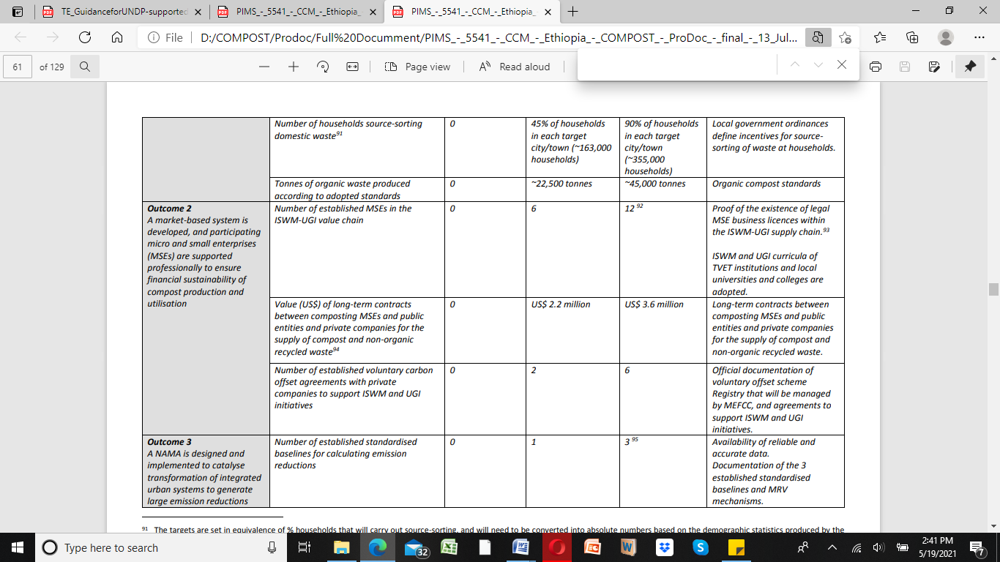 TE_GuidanceforUNDP-supported
PIMS_-_5541_-_CCM_-_Ethiopia_
PIMS_-_5541_-_CCM_-_Ethiopia_
File
D:/COMPOST/Prodoc/Full%20Documment/PIMS_-_5541_-_CCM_-_Ethiopia_-_COMPOST_-_ProDoc_-_final_-_13_Jul...
61
of 129
Page view
Read aloud
Number of households source-sorting
domestic waste91
0
45% of households
in each target
city/town (~163,000
households)
90% of households
in each target
city/town
(~355,000
households)
Local government ordinances
define incentives for source-
sorting of waste at households.
Tonnes of organic waste produced
according to adopted standards
0
~22,500 tonnes
~45,000 tonnes
Organic compost standards
Outcome 2
A market-based system is
developed, and participating
micro and small enterprises
(MSEs) are supported
professionally to ensure
financial sustainability of
compost production and
utilisation
Number of established MSEs in the
ISWM-UGI value chain
0
6
12 92
Proof of the existence of legal
MSE business licences within
the ISWM-UGI supply chain.93
ISWM and UGI curricula of
TVET institutions and local
universities and colleges are
adopted.
Value (US$) of long-term contracts
between composting MSEs and public
entities and private companies for the
supply of compost and non-organic
recycled waste94
0
US$ 2.2 million
US$ 3.6 million
Long-term contracts between
composting MSEs and public
entities and private companies
for the supply of compost and
non-organic recycled waste.
Number of established voluntary carbon
offset agreements with private
companies to support ISWM and UGI
initiatives
0
2
6
Official documentation of
voluntary offset scheme
Registry that will be managed
by MEFCC, and agreements to
support ISWM and UGI
initiatives.
Outcome 3
A NAMA is designed and
implemented to catalyse
transformation of integrated
urban systems to generate
large emission reductions
Number of established standardised
baselines for calculating emission
reductions
0
1
3 95
Availability of reliable and
accurate data.
Documentation of the 3
established standardised
baselines and MRV
mechanisms.
91 The targets are set in equivalence of % households that will carry out source-sorting, and will need to be converted into absolute numbers based on the demographic statistics produced by the
Type here to search
32
2:41 PM
5/19/2021
7